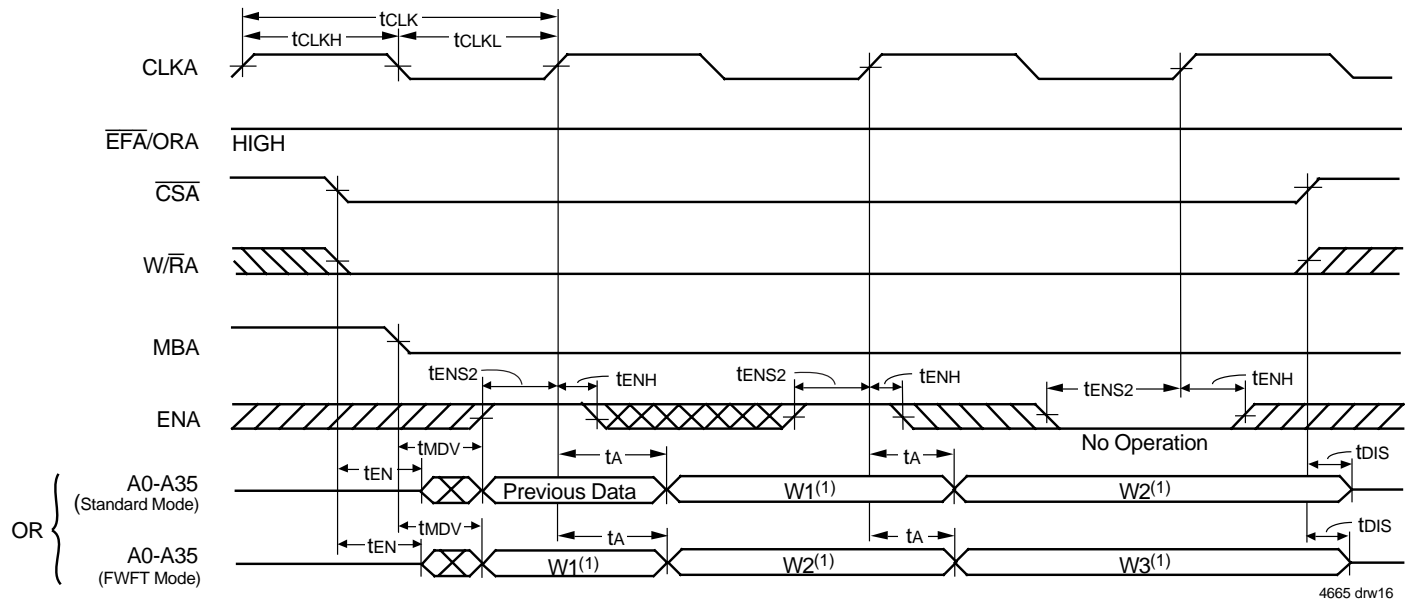 tCLK
tCLKH tCLKL
CLKA
EFA/ORA HIGH
CSA
W/RA
MBA
tENS2 tENH tENS2 tENH tENS2 tENH
ENA
No Operation
tMDV tA tA tDIS
tEN
A0-A35 Previous Data W1(1) W2(1)
(Standard Mode)
OR
tMDV tA tA tDIS
tEN
A0-A35 W1(1) W2(1) W3(1)
(FWFT Mode)
4665 drw16